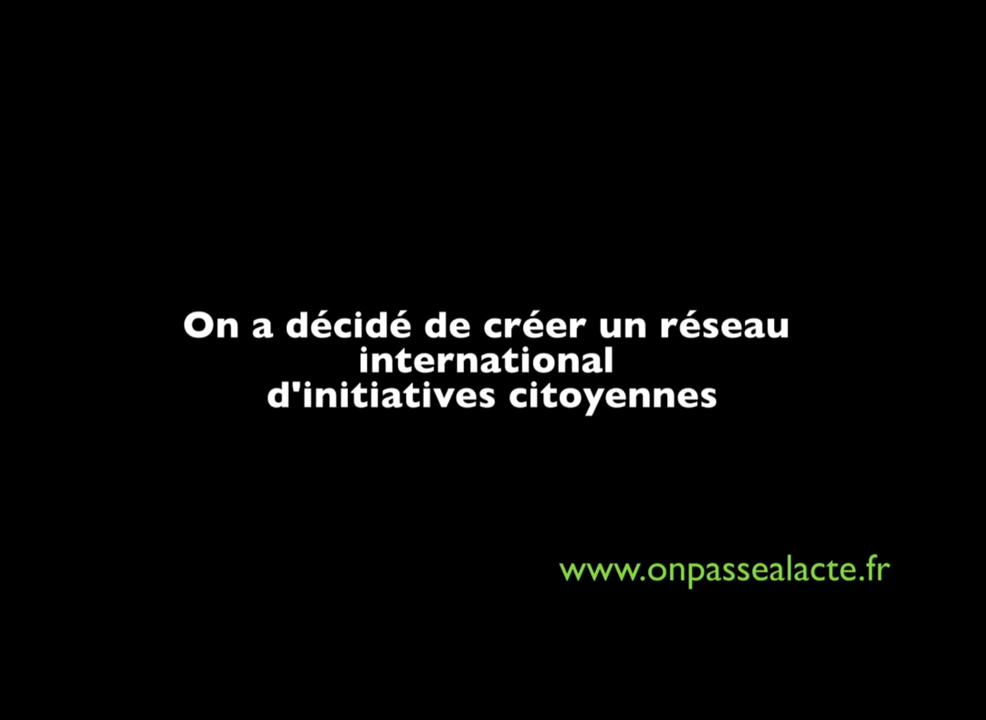 On a décidé de créer un réseau
international
d'initiatives citoyennes
www.onpassealacte.fr